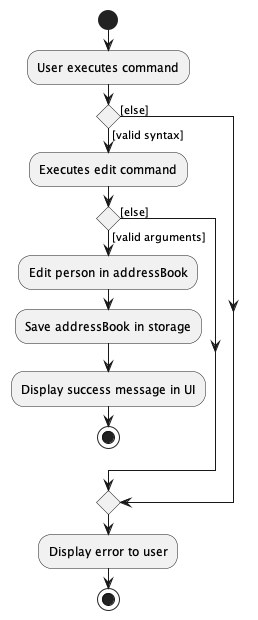 User executes command
[else]
[valid syntax]
Executes edit command
[else]
[valid arguments]
Edit person in addressBook
Save addressBook in storage
Display success message in UI
Display error to user